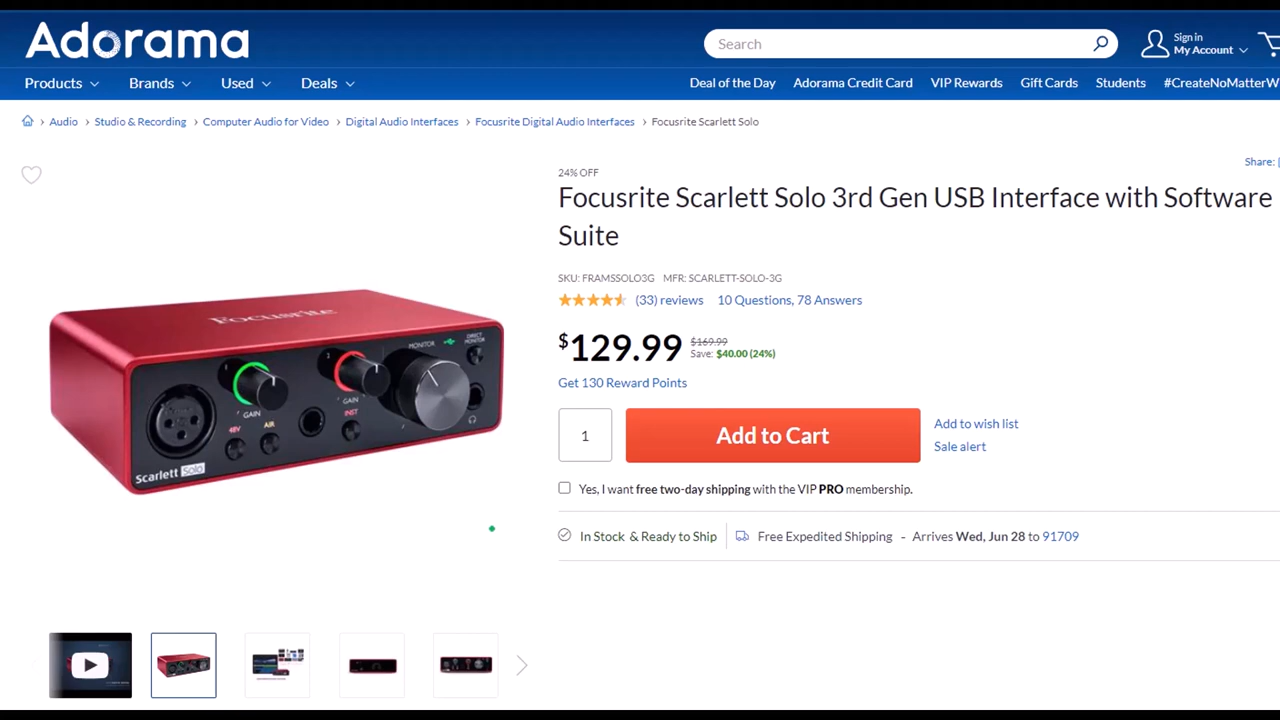 Adorama
Search
Sign in
My Account
Products
Brands
Used
Deals
Deal of the Day
Adorama Credit Card
VIP Rewards
Gift Cards
Students
#CreateNoMatterW
Audio › Studio & Recording › Computer Audio for Video › Digital Audio Interfaces › Focusrite Digital Audio Interfaces › Focusrite Scarlett Solo
Share:
24% OFF
Focusrite Scarlett Solo 3rd Gen USB Interface with Software
Suite
SKU: FRAMSSOLO3G MFR: SCARLETT-SOLO-3G
(33) reviews 10 Questions, 78 Answers
$129.99 $169.99
Save: $40.00 (24%)
Get 130 Reward Points
1
Add to Cart
Add to wish list
Sale alert
Yes, I want free two-day shipping with the VIP PRO membership.
In Stock & Ready to Ship
Free Expedited Shipping - Arrives Wed, Jun 28 to 91709
Focusrite
MONITOR
DIRECT
MONITOR
1
2
GAIN
GAIN
48V
AIR
INST
Scarlett Solo